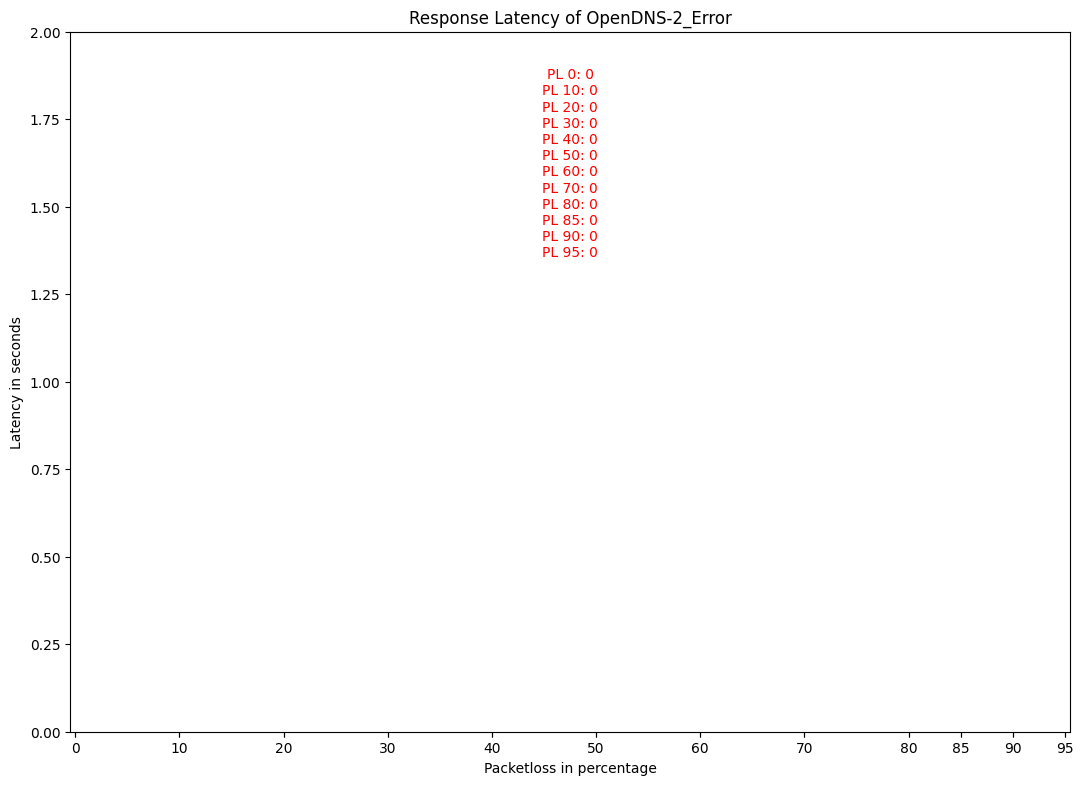 Response Latency of OpenDNS-2_Error
2.00
1.75
1.50
1.25
1.00
0.75
0.50
0.25
0.00
Latency in seconds
PL 0: 0
PL 10: 0
PL 20: 0
PL 30: 0
PL 40: 0
PL 50: 0
PL 60: 0
PL 70: 0
PL 80: 0
PL 85: 0
PL 90: 0
PL 95: 0
0 10 20 30 40 50 60 70 80 85 90 95
Packetloss in percentage